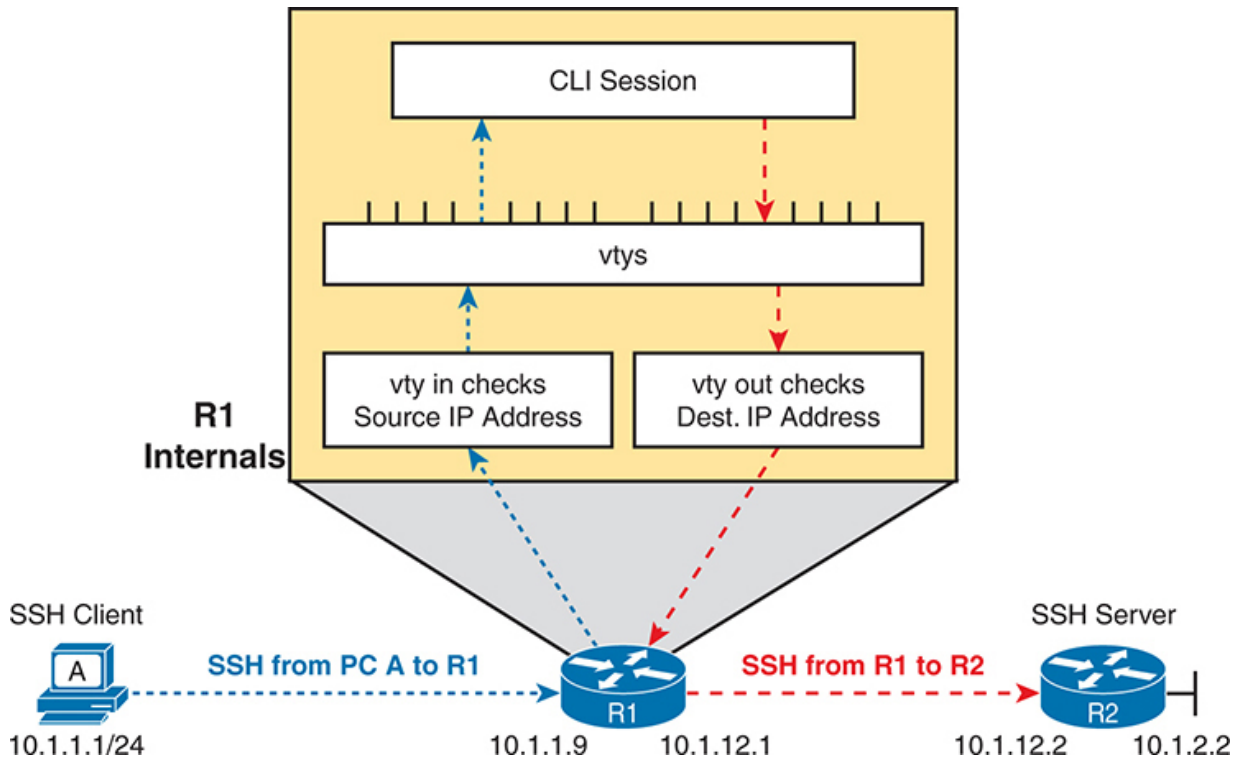 CLI Session
vtys
vty in checks
Source IP Address
vty out checks
Dest. IP Address
R1
Internals
SSH Client
SSH Server
A
SSH from PC A to R1
SSH from R1 to R2
R1
R2
10.1.1.1/24
10.1.1.9
10.1.12.1
10.1.12.2
10.1.2.2